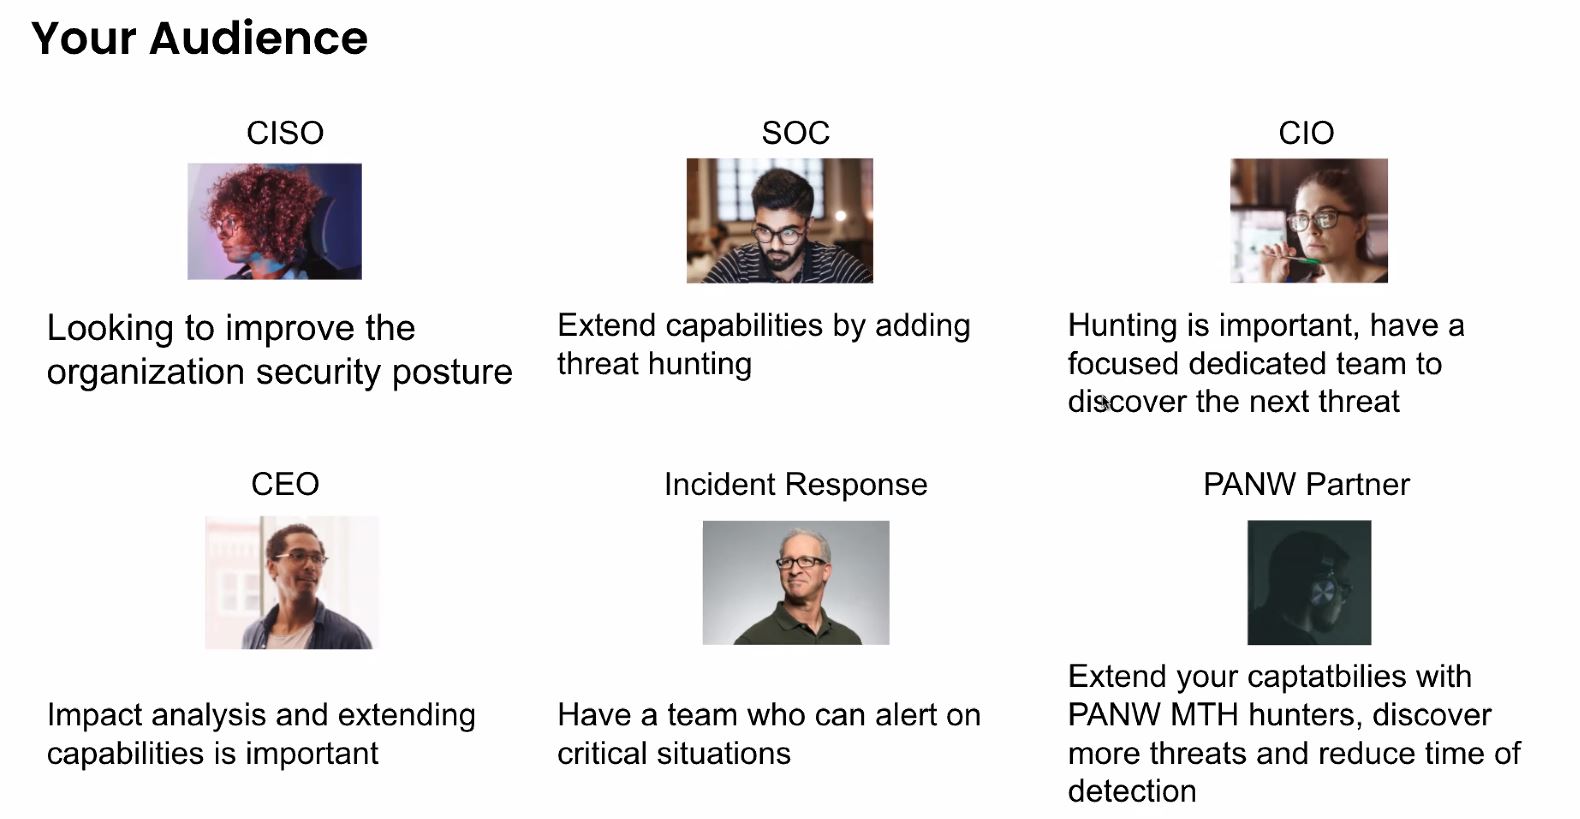 Your Audience
CISO
Looking to improve the
organization security posture
SOC
Extend capabilities by adding
threat hunting
CIO
Hunting is important, have a
focused dedicated team to
discover the next threat
CEO
Impact analysis and extending
capabilities is important
Incident Response
Have a team who can alert on
critical situations
PANW Partner
Extend your captatbilies with
PANW MTH hunters, discover
more threats and reduce time of
detection